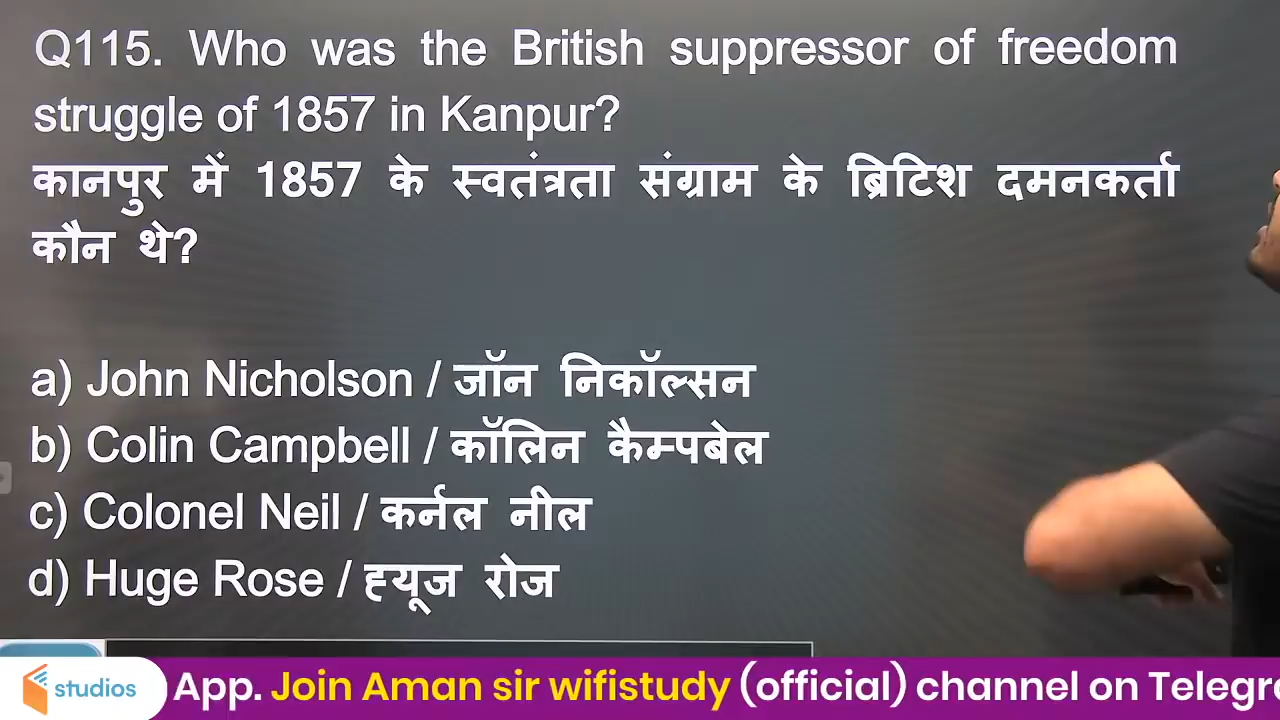 Q115. Who was the British suppressor of freedom
struggle of 1857 in Kanpur?
कानपुर में 1857 के स्वतंत्रता संग्राम के ब्रिटिश दमनकर्ता
कौन थे?
a) John Nicholson / जॉन निकॉल्सन
b) Colin Campbell / कॉलिन कैम्पबेल
c) Colonel Neil / कर्नल नील
d) Huge Rose / ह्यूज रोज
studios App. Join Aman sir wifistudy (official) channel on Telegra